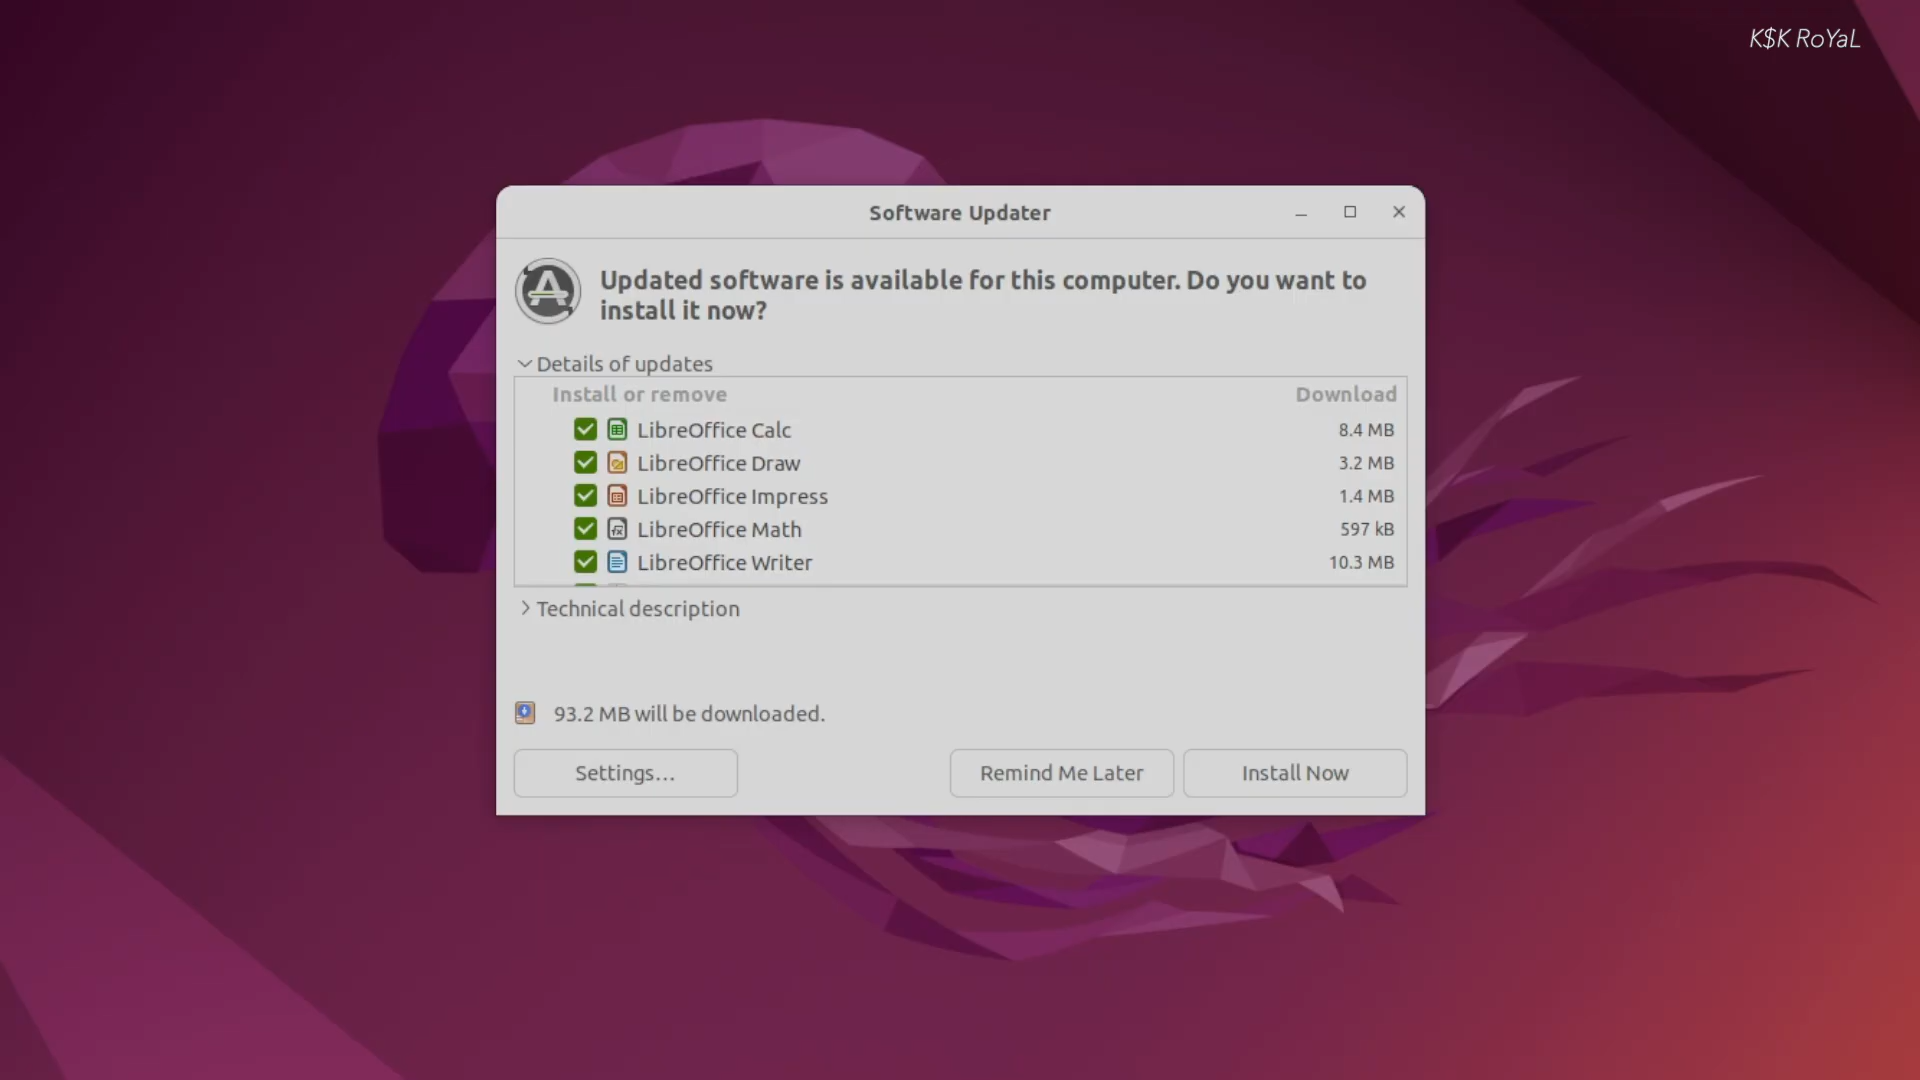 K$K RoYaL
Software Updater
Updated software is available for this computer. Do you want to
install it now?
Details of updates
Install or remove Download
LibreOffice Calc 8.4 MB
LibreOffice Draw 3.2 MB
LibreOffice Impress 1.4 MB
LibreOffice Math 597 kB
LibreOffice Writer 10.3 MB
Technical description
93.2 MB will be downloaded.
Settings... Remind Me Later Install Now